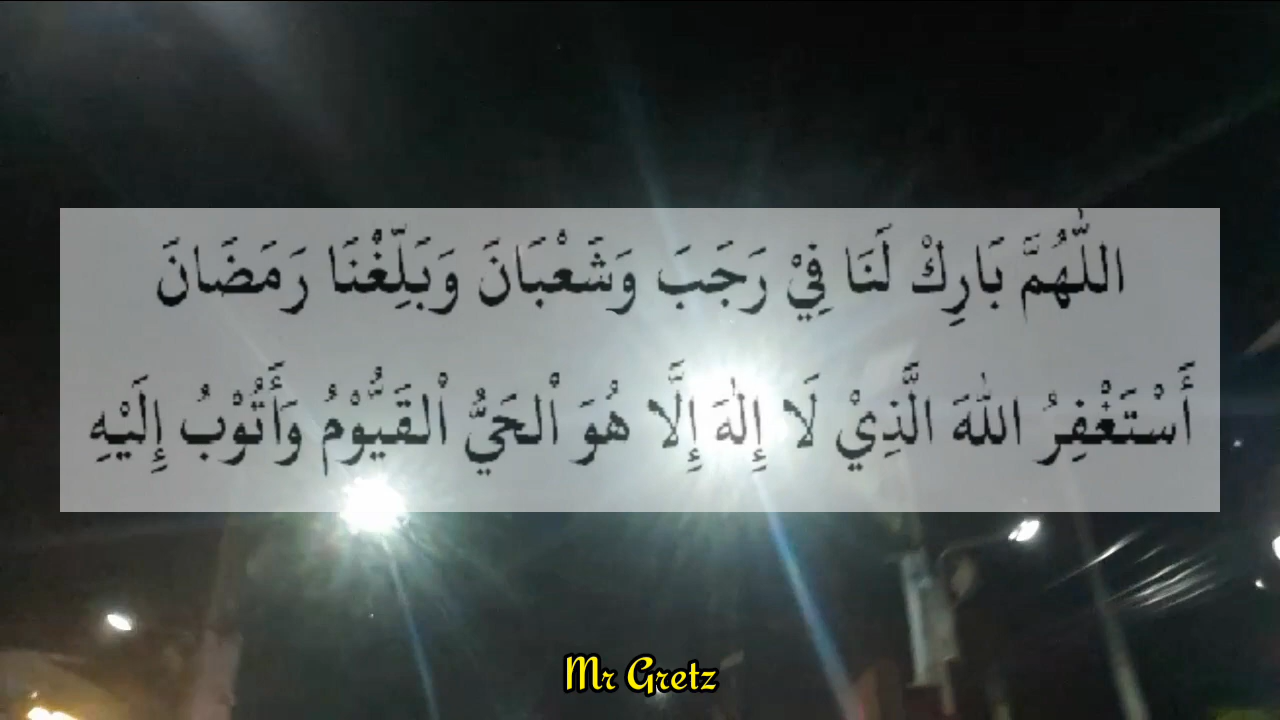 اللّٰهُمَّ بَارِكْ لَنَا فِيْ رَجَبَ وَشَعْبَانَ وَبَلِّغْنَا رَمَضَانَ
أَسْتَغْفِرُ اللهَ الَّذِيْ لَا إِلٰهَ إِلَّا هُوَ الْحَيُّ الْقَيُّوْمُ وَأَتُوْبُ إِلَيْهِ
Mr Gretz